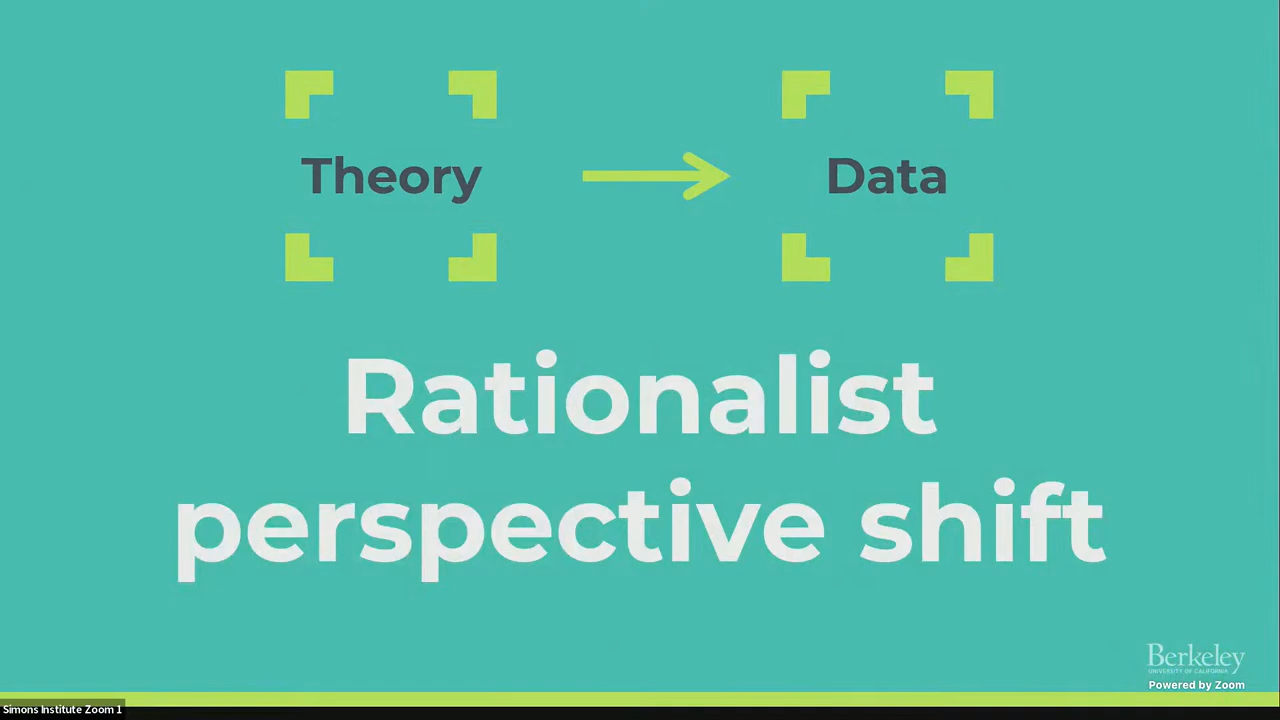 Theory
Data
Rationalist
perspective shift
Berkeley
UNIVERSITY OF CALIFORNIA
Powered by Zoom
Simons Institute Zoom 1